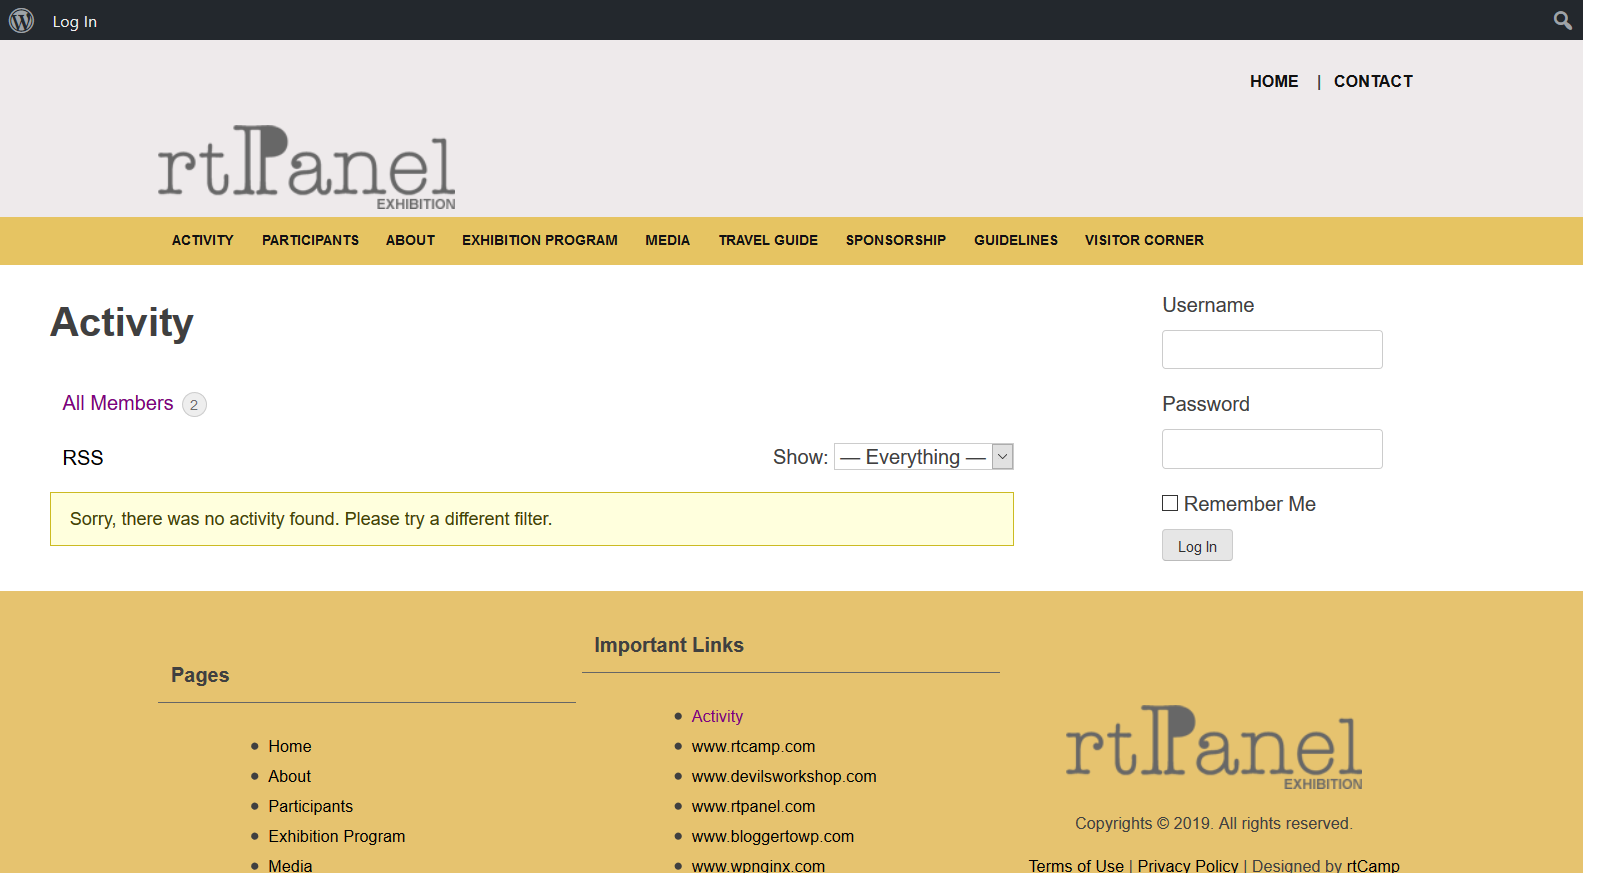 Log In
HOME | CONTACT
rtPanel
EXHIBITION
ACTIVITY PARTICIPANTS ABOUT EXHIBITION PROGRAM MEDIA TRAVEL GUIDE SPONSORSHIP GUIDELINES VISITOR CORNER
Activity
All Members 2
RSS
Show: — Everything —
Sorry, there was no activity found. Please try a different filter.
Username
Password
Remember Me
Log In
Pages
Home
About
Participants
Exhibition Program
Media
Important Links
Activity
www.rtcamp.com
www.devilsworkshop.com
www.rtpanel.com
www.bloggertowp.com
www.wpnginx.com
rtPanel
EXHIBITION
Copyrights © 2019. All rights reserved.
Terms of Use | Privacy Policy | Designed by rtCamp